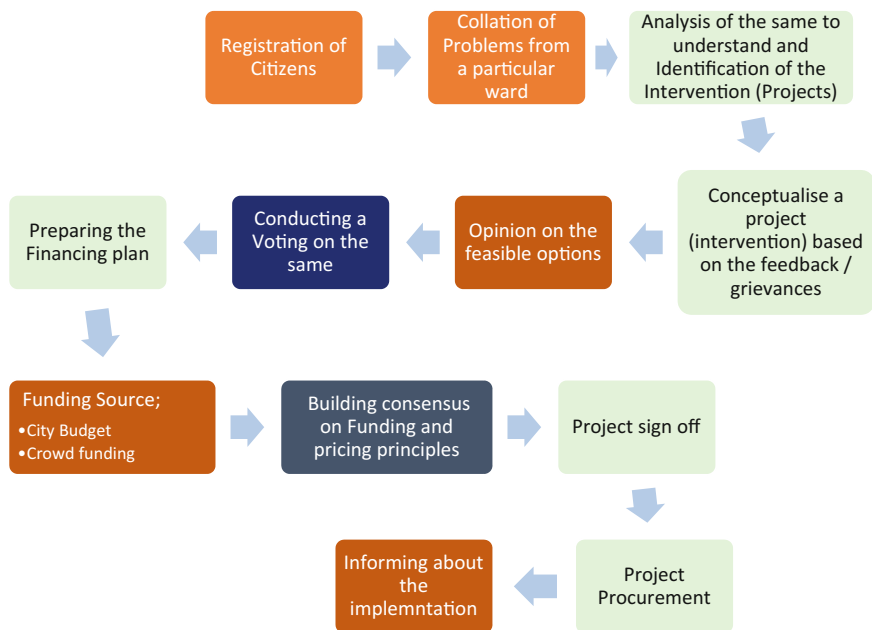 Registration of
Citizens
Collation of
Problems from
a particular
ward
Analysis of the same to
understand and
Identification of the
Intervention (Projects)
Conceptualise a
project
(intervention) based
on the feedback /
grievances
Opinion on the
feasible options
Conducting a
Voting on the
same
Preparing the
Financing plan
Funding Source;
•City Budget
•Crowd funding
Building consensus
on Funding and
pricing principles
Project sign off
Project
Procurement
Informing about
the
implemntation